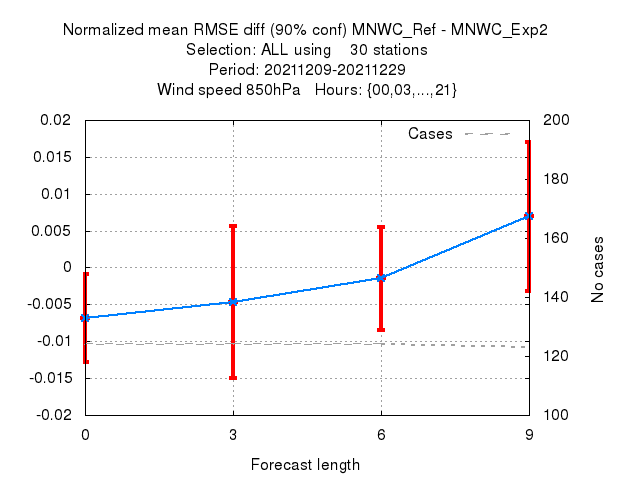 Normalized mean RMSE diff (90% conf) MNWC_Ref - MNWC_Exp2
Selection: ALL using 30 stations
Period: 20211209-20211229
Wind speed 850hPa Hours: {00,03,...,21}
Cases
0.02
0.015
0.01
0.005
0
-0.005
-0.01
-0.015
-0.02
200
180
160
140
120
100
No cases
0 3 6 9
Forecast length